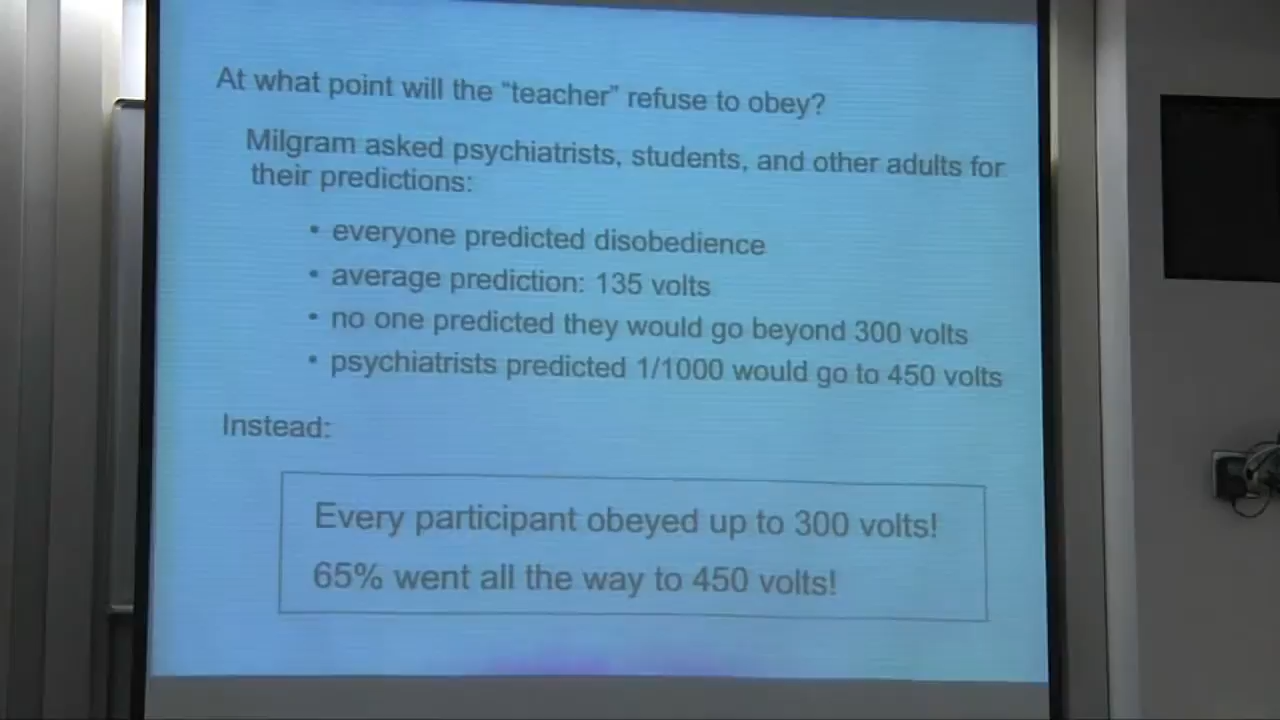 At what point will the “teacher” refuse to obey?
Milgram asked psychiatrists, students, and other adults for
their predictions:
• everyone predicted disobedience
• average prediction: 135 volts
• no one predicted they would go beyond 300 volts
• psychiatrists predicted 1/1000 would go to 450 volts
Instead:
Every participant obeyed up to 300 volts!
65% went all the way to 450 volts!